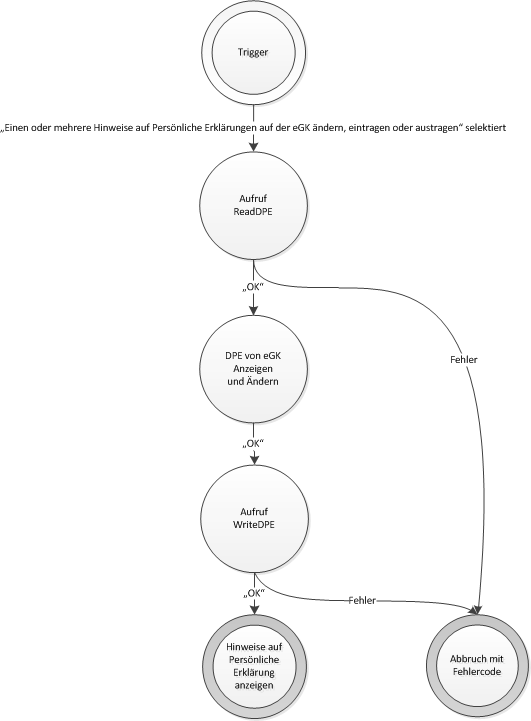 Trigger
„Einen oder mehrere Hinweise auf Persönliche Erklärungen auf der eGK ändern, eintragen oder austragen“ selektiert
Aufruf
ReadDPE
„OK“
DPE von eGK
Anzeigen
und Ändern
Fehler
„OK“
Aufruf
WriteDPE
„OK“
Fehler
Hinweise auf
Persönliche
Erklärung
anzeigen
Abbruch mit
Fehlercode